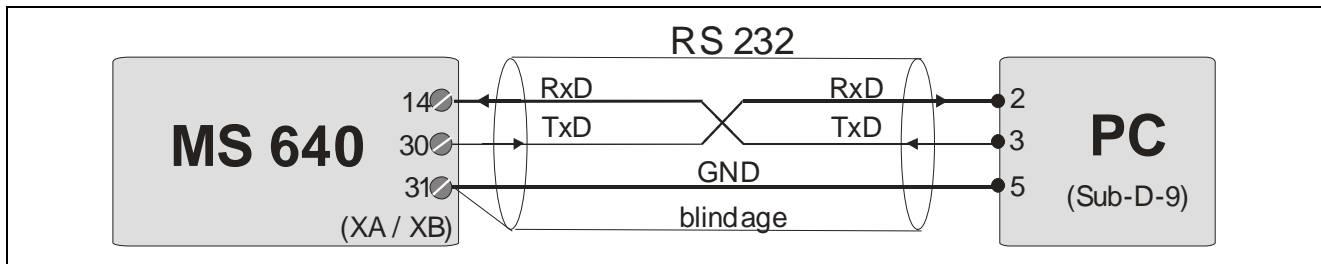 RS 232
14 RxD RxD 2
MS 640
30 TxD TxD 3
PC
31 GND 5
(Sub-D-9)
(XA / XB) blindage